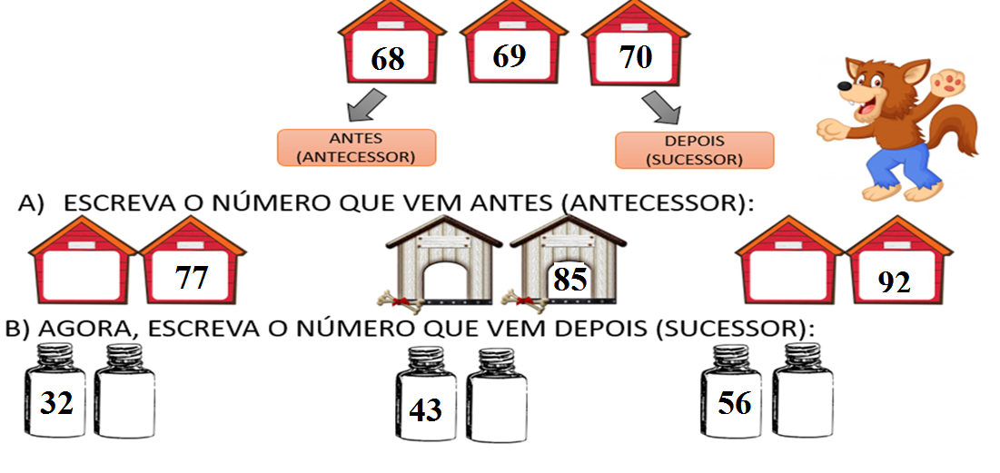 68 69 70
ANTES
(ANTECESSOR)
DEPOIS
(SUCESSOR)
A) ESCREVA O NÚMERO QUE VEM ANTES (ANTECESSOR):
77 85 92
B) AGORA, ESCREVA O NÚMERO QUE VEM DEPOIS (SUCESSOR):
32 43 56